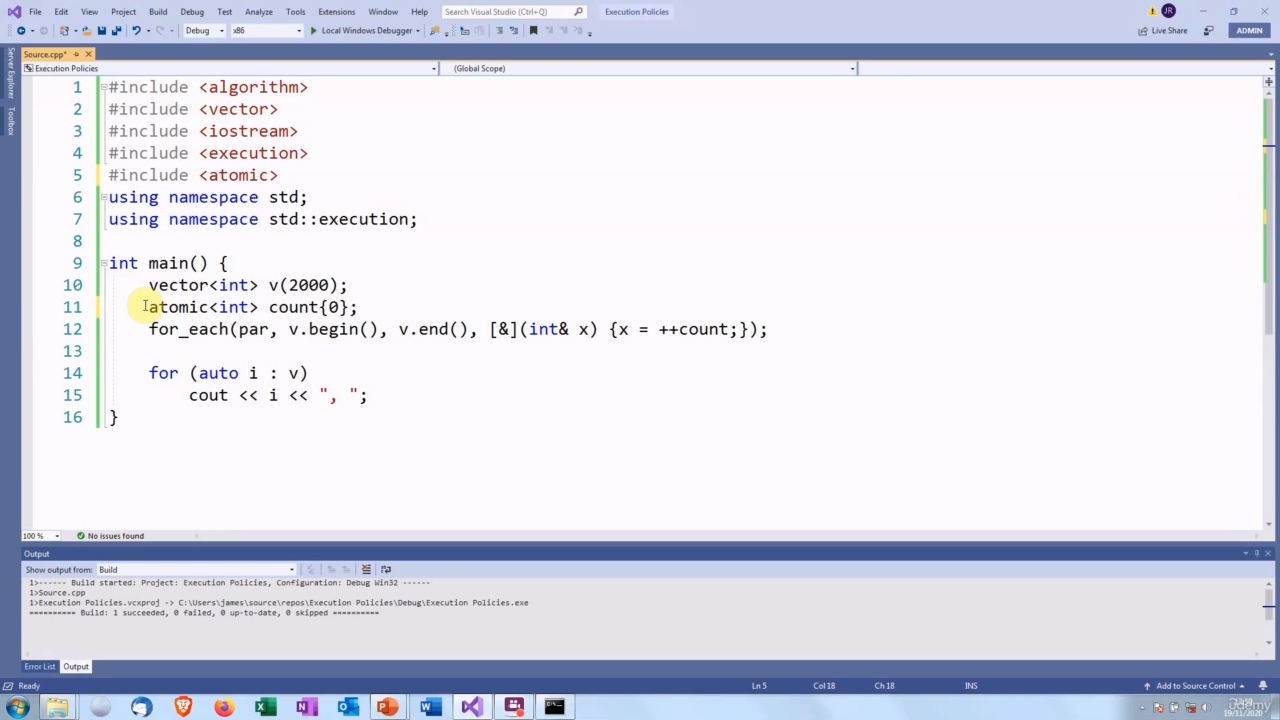 File Edit View Project Build Debug Test Analyze Tools Extensions Window Help Search Visual Studio (Ctrl+Q) Execution Policies JR
Debug x86 Local Windows Debugger Live Share ADMIN
Server Explorer
Toolbox
Source.cpp*
Execution Policies (Global Scope)
1 #include <algorithm>
2 #include <vector>
3 #include <iostream>
4 #include <execution>
5 #include <atomic>
6 using namespace std;
7 using namespace std::execution;
8
9 int main() {
10 vector<int> v(2000);
11 atomic<int> count{0};
12 for_each(par, v.begin(), v.end(), [&](int& x) {x = ++count;});
13
14 for (auto i : v)
15 cout << i << ", ";
16 }
100 % No issues found
Output
Show output from: Build
1>------ Build started: Project: Execution Policies, Configuration: Debug Win32 ------
1>Source.cpp
1>Execution Policies.vcxproj -> C:\Users\james\source\repos\Execution Policies\Debug\Execution Policies.exe
========== Build: 1 succeeded, 0 failed, 0 up-to-date, 0 skipped ==========
Error List Output
Ready Ln 5 Col 18 Ch 18 INS Add to Source Control
19/11/2020
Udemy